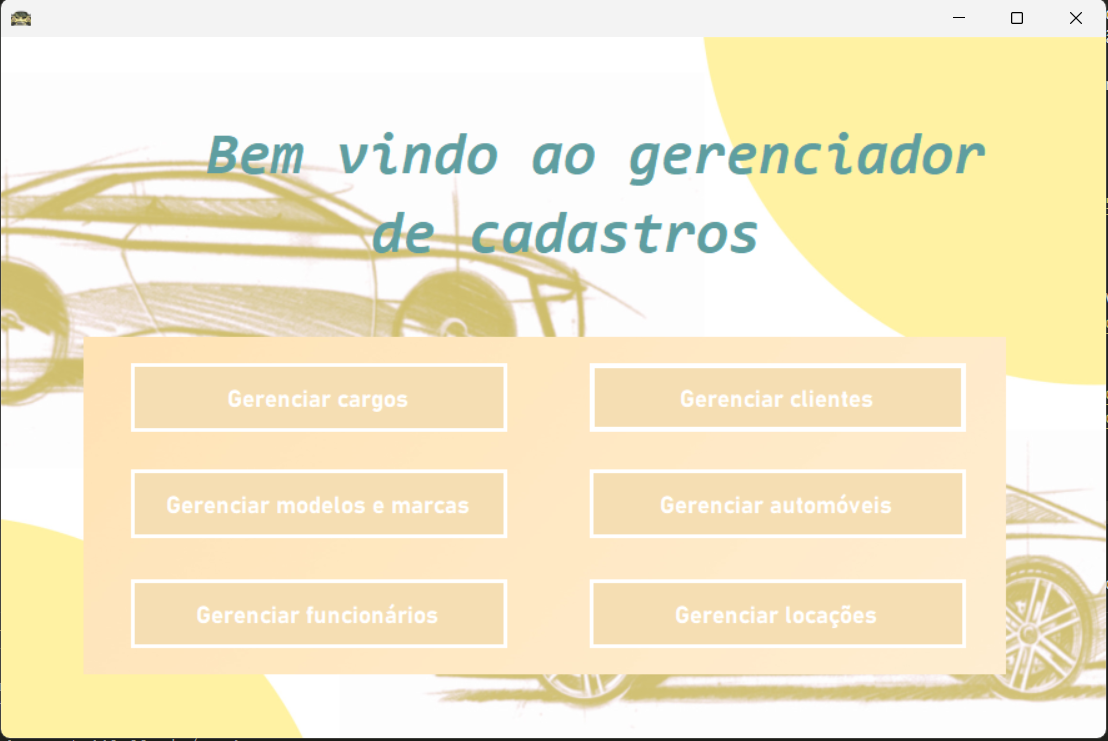 Bem vindo ao gerenciador
de cadastros
Gerenciar cargos
Gerenciar clientes
Gerenciar modelos e marcas
Gerenciar automóveis
Gerenciar funcionários
Gerenciar locações